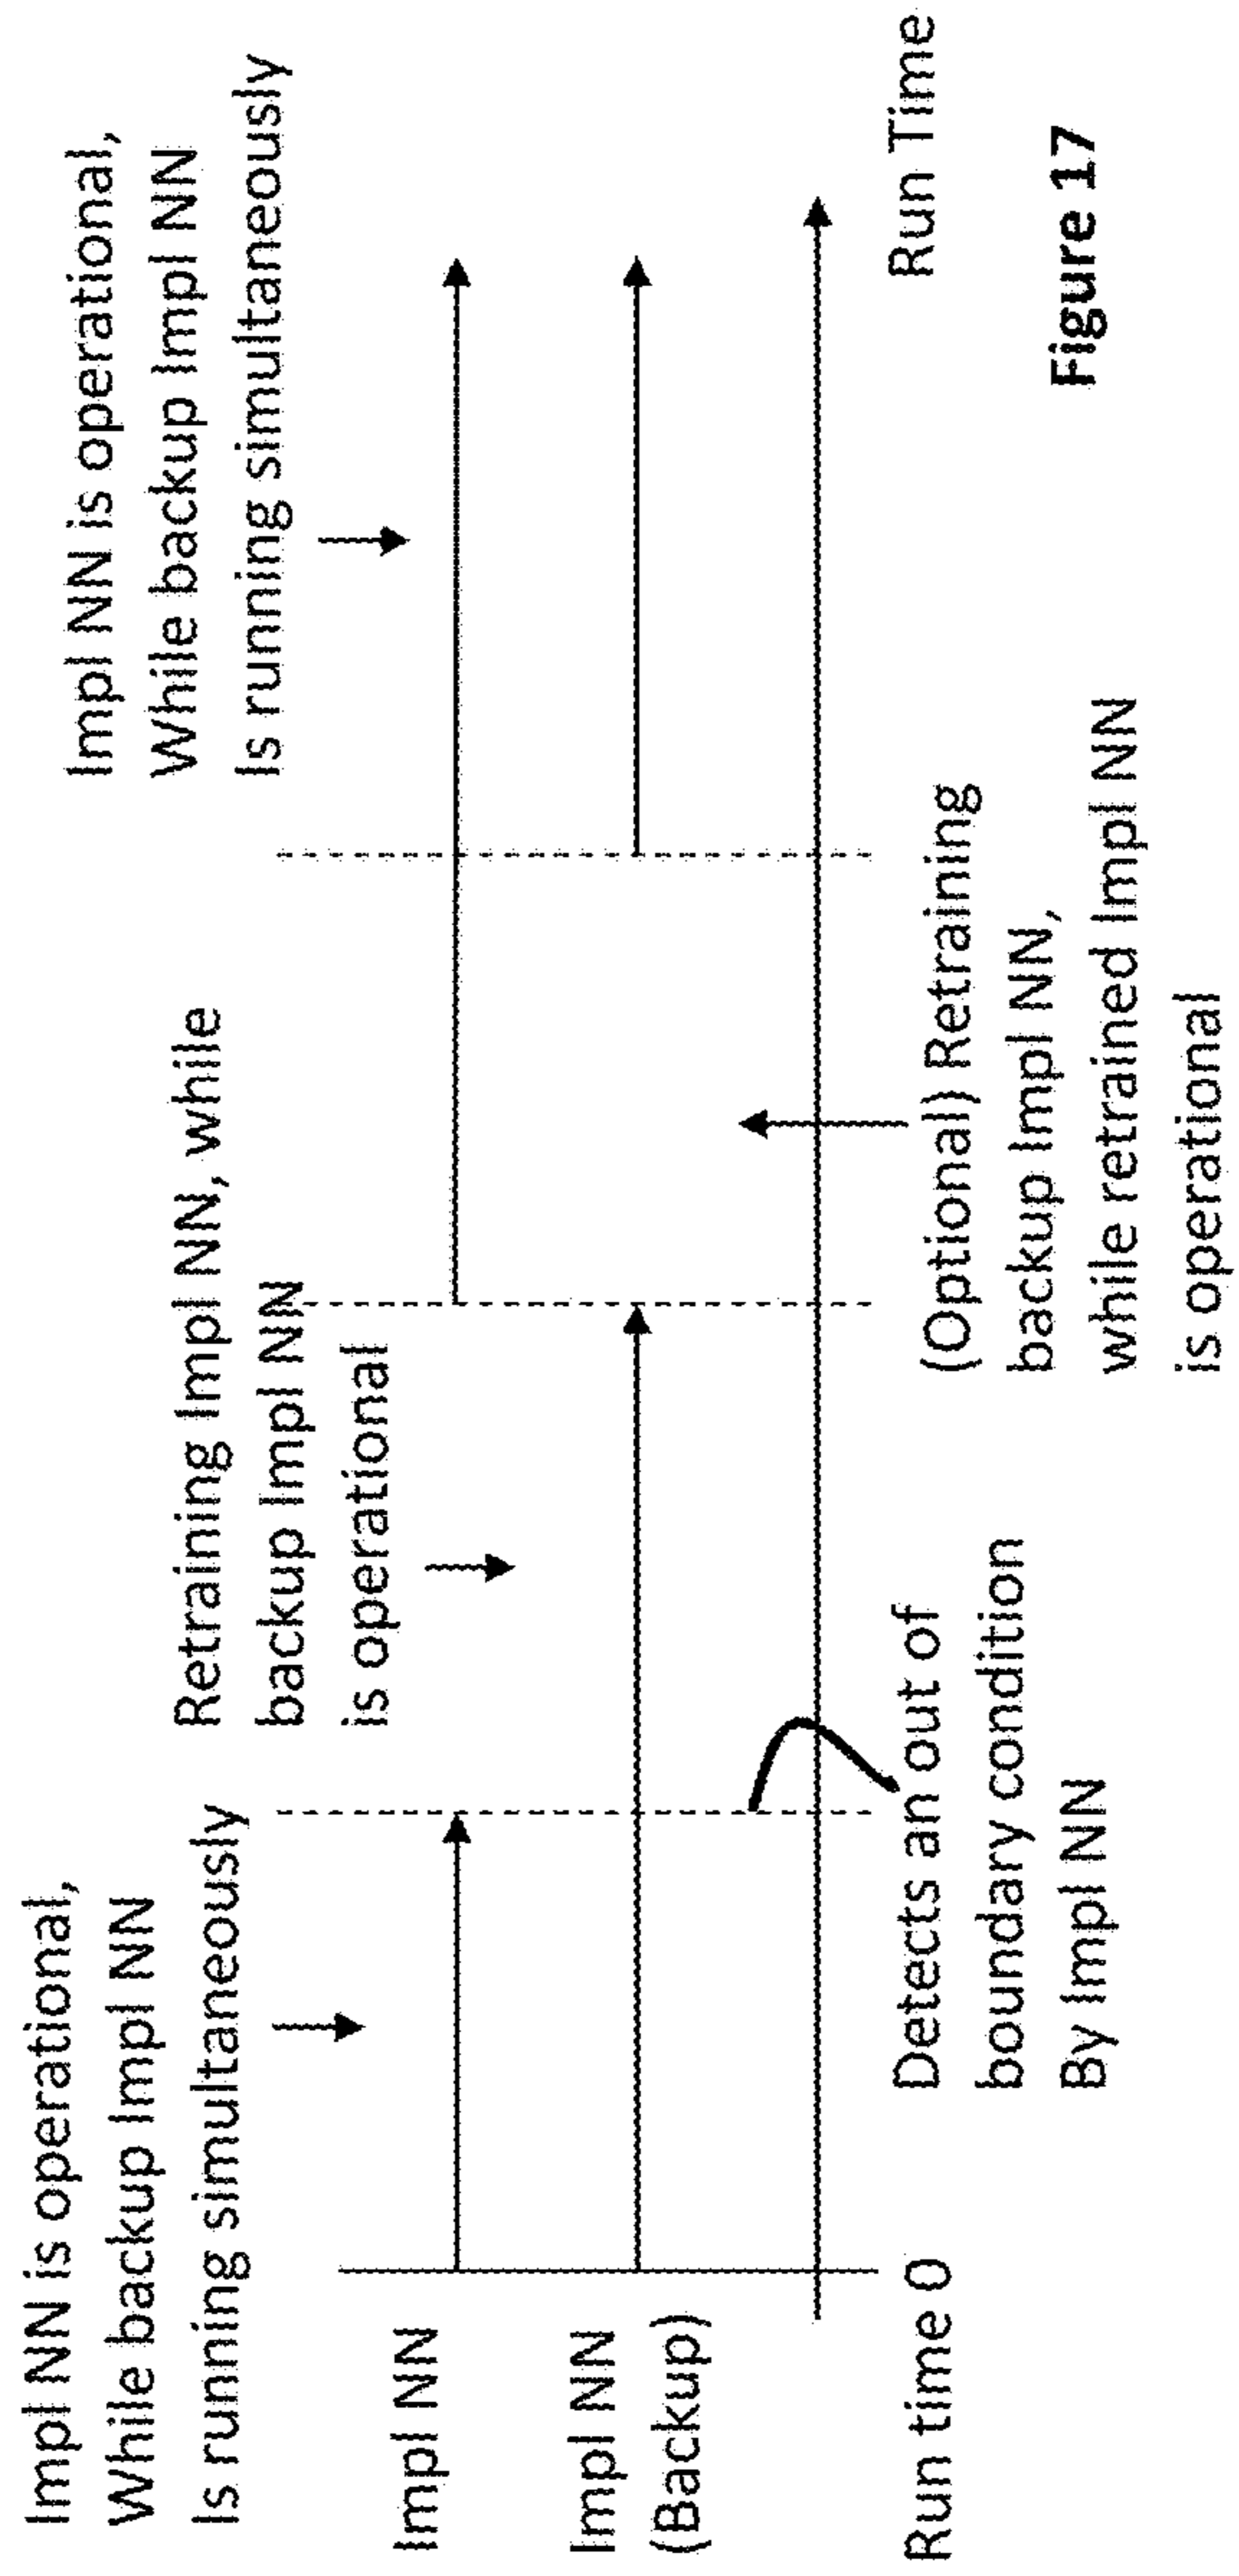 Impl NN is operational,
While backup Impl NN
Is running simultaneously
Retraining Impl NN, while
backup Impl NN
is operational
Impl NN is operational,
While backup Impl NN
Is running simultaneously
Impl NN
Impl NN
(Backup)
Run time 0
Detects an out of
boundary condition
By Impl NN
(Optional) Retraining
backup Impl NN,
while retrained Impl NN
is operational
Run Time
Figure 17